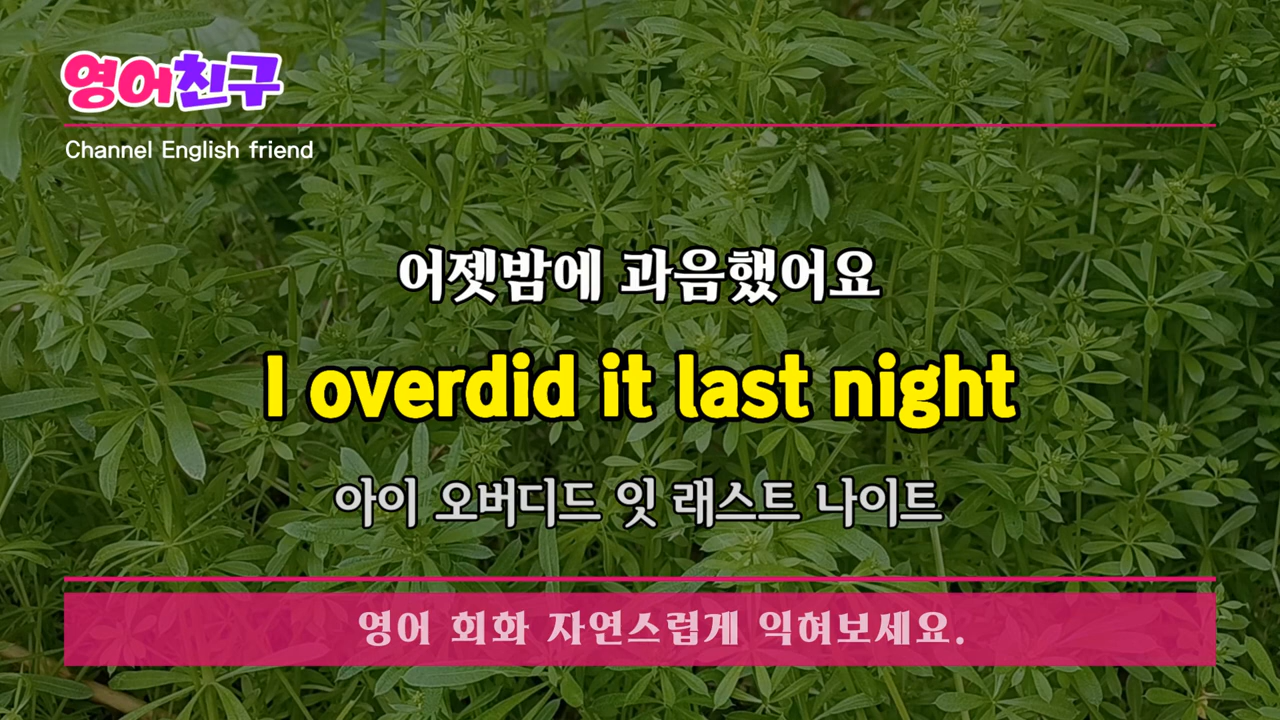 영어친구
Channel English friend
어젯밤에 과음했어요
I overdid it last night
아이 오버디드 잇 래스트 나이트
영어 회화 자연스럽게 익혀보세요.